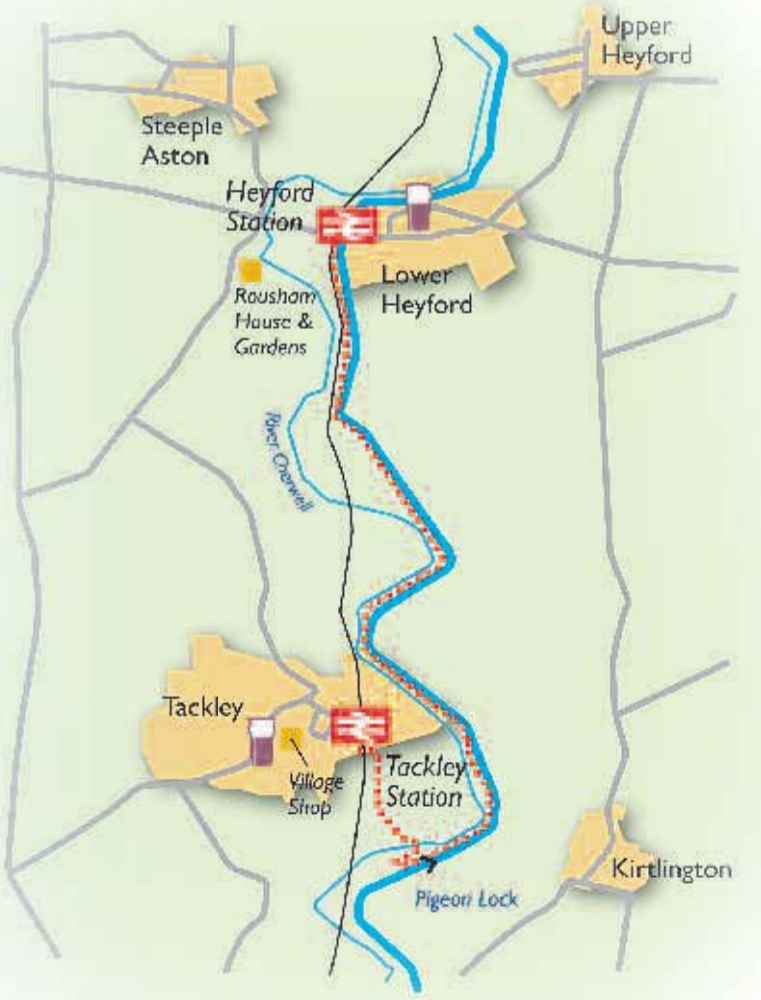 Upper
Heyford
Steeple
Aston
Heyford
Station
Lower
Heyford
Rousham
House &
Gardens
River Cherwell
Tackley
Village
Shop
Tackley
Station
Kirtlington
Pigeon Lock